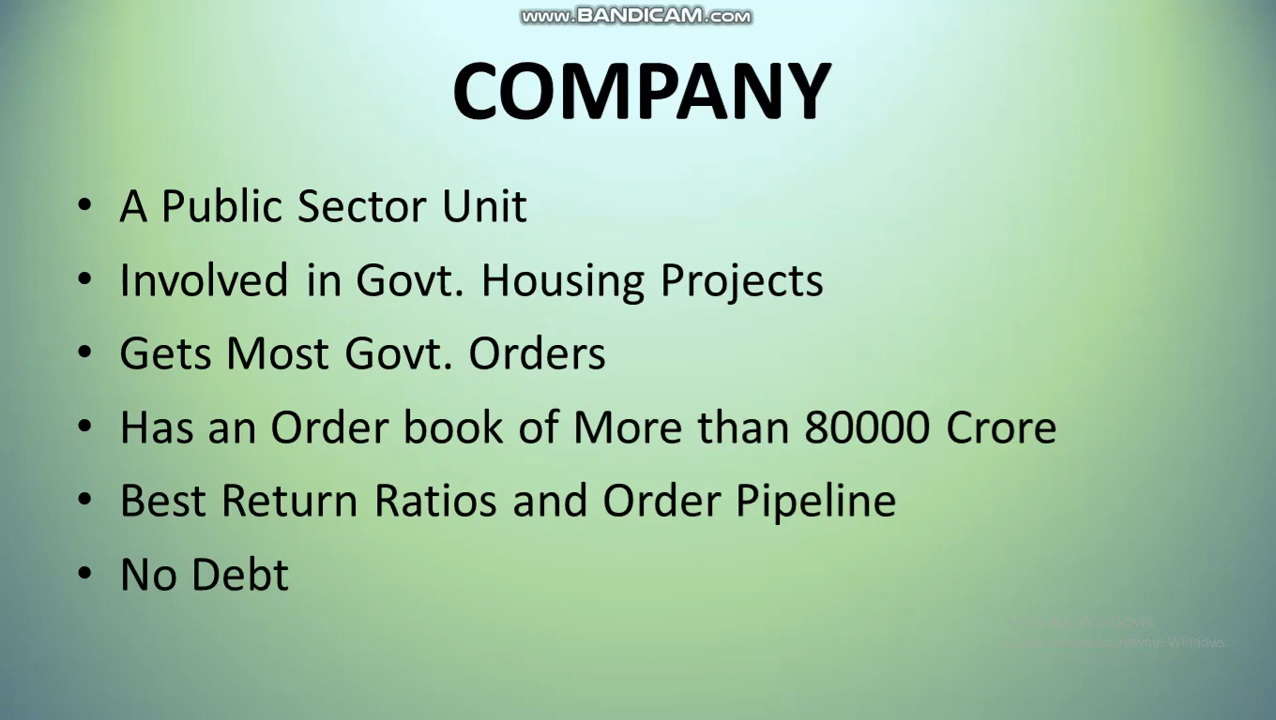 www.BANDICAM.com
COMPANY
• A Public Sector Unit
• Involved in Govt. Housing Projects
• Gets Most Govt. Orders
• Has an Order book of More than 80000 Crore
• Best Return Ratios and Order Pipeline
• No Debt
Windows